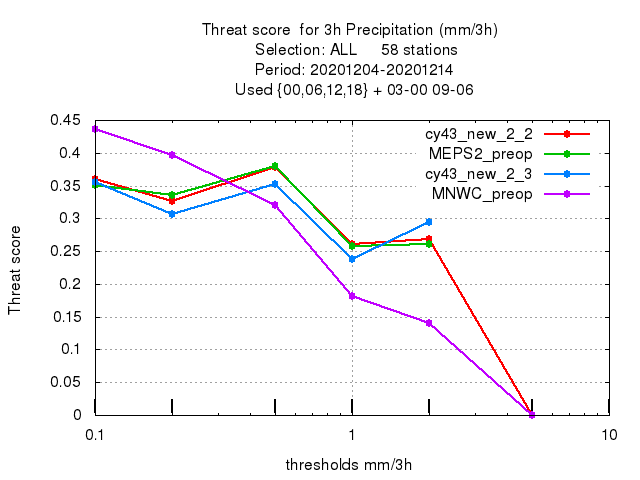 Threat score  for 3h Precipitation (mm/3h)
Selection: ALL     58 stations
Period: 20201204-20201214
Used {00,06,12,18} + 03-00 09-06
cy43_new_2_2
MEPS2_preop
cy43_new_2_3
MNWC_preop
Threat score
0.45
0.4
0.35
0.3
0.25
0.2
0.15
0.1
0.05
0
0.1 1 10
thresholds mm/3h